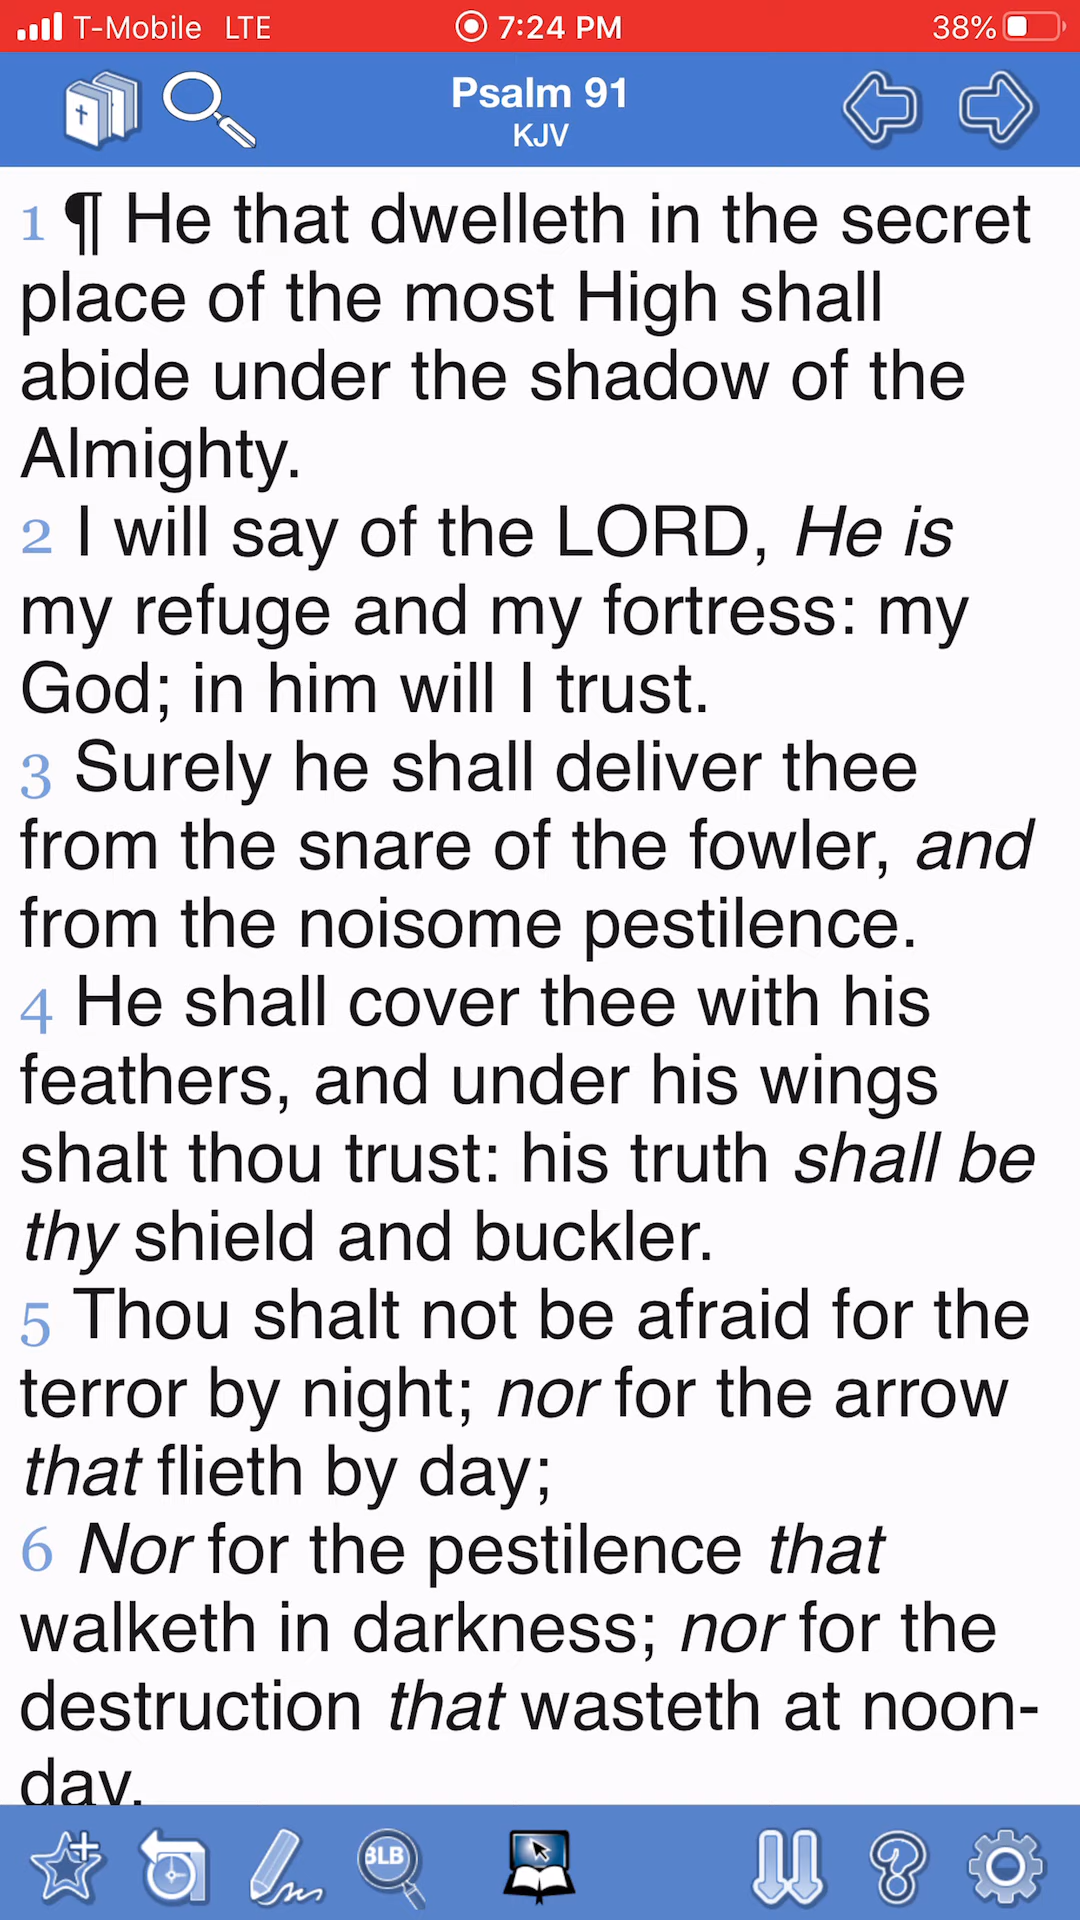 T-Mobile LTE 7:24 PM 38%
Psalm 91
KJV
1 ¶ He that dwelleth in the secret
place of the most High shall
abide under the shadow of the
Almighty.
2 I will say of the LORD, He is
my refuge and my fortress: my
God; in him will I trust.
3 Surely he shall deliver thee
from the snare of the fowler, and
from the noisome pestilence.
4 He shall cover thee with his
feathers, and under his wings
shalt thou trust: his truth shall be
thy shield and buckler.
5 Thou shalt not be afraid for the
terror by night; nor for the arrow
that flieth by day;
6 Nor for the pestilence that
walketh in darkness; nor for the
destruction that wasteth at noon-
day.
BLB